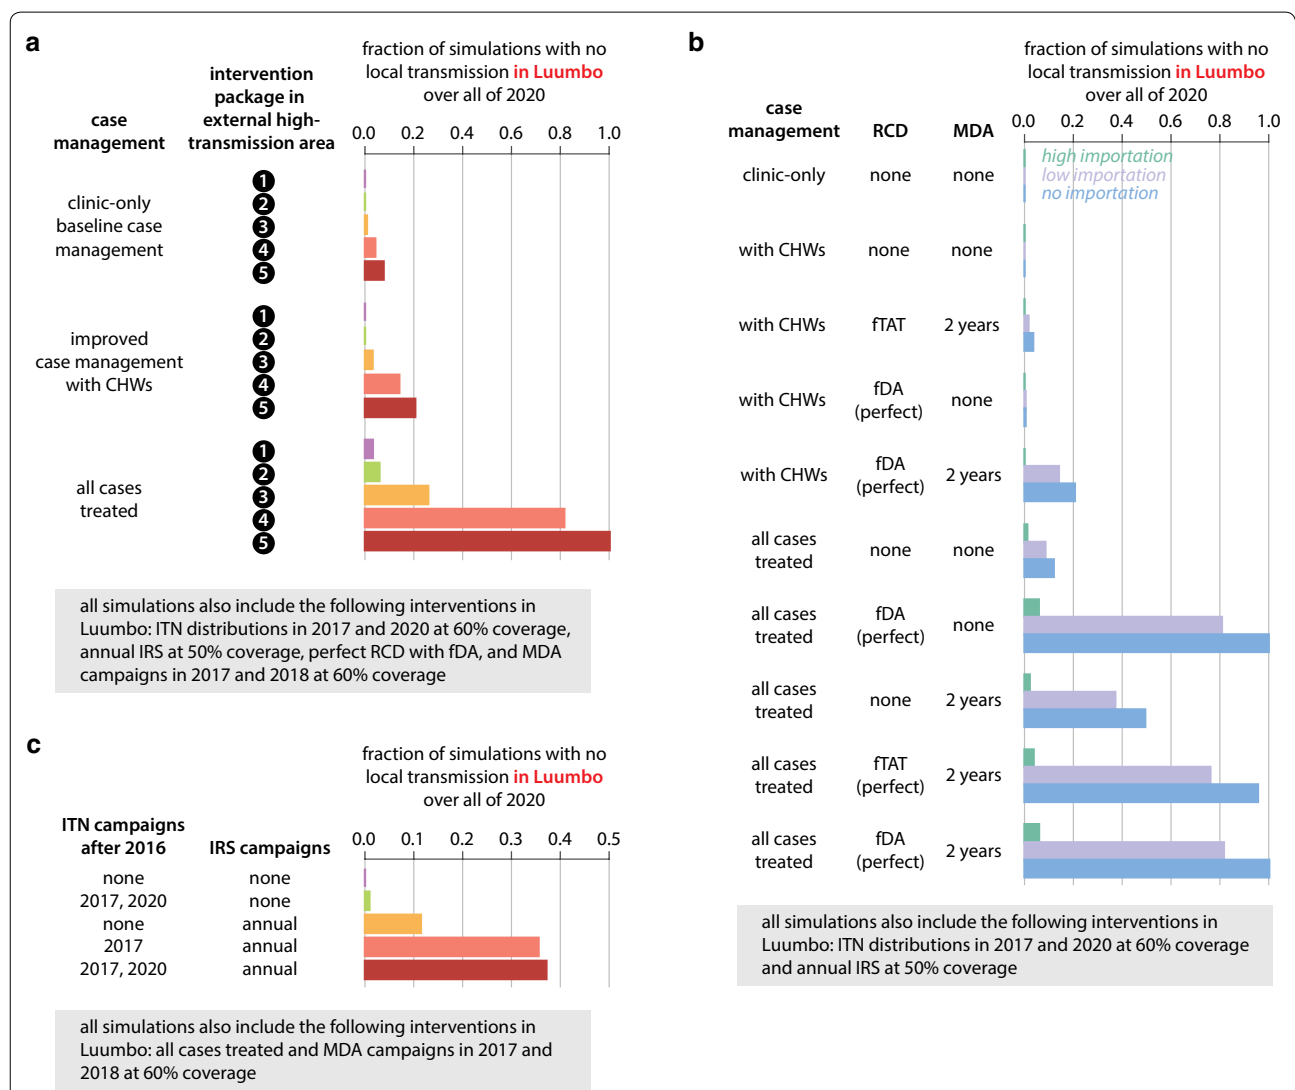 a
fraction of simulations with no
local transmission in Luumbo
over all of 2020
case
management
intervention
package in
external high-
transmission area
0.0 0.2 0.4 0.6 0.8 1.0
clinic-only
baseline case
management
1
2
3
4
5
improved
case management
with CHWs
1
2
3
4
5
all cases
treated
1
2
3
4
5
all simulations also include the following interventions in
Luumbo: ITN distributions in 2017 and 2020 at 60% coverage,
annual IRS at 50% coverage, perfect RCD with fDA, and MDA
campaigns in 2017 and 2018 at 60% coverage
b
fraction of simulations with no
local transmission in Luumbo
over all of 2020
case
management
RCD
MDA
0.0 0.2 0.4 0.6 0.8 1.0
high importation
low importation
no importation
clinic-only none none
with CHWs none none
with CHWs fTAT 2 years
with CHWs
fDA
(perfect)
none
with CHWs
fDA
(perfect)
2 years
all cases
treated
none
none
all cases
treated
fDA
(perfect)
none
all cases
treated
none
2 years
all cases
treated
fTAT
(perfect)
2 years
all cases
treated
fDA
(perfect)
2 years
all simulations also include the following interventions in
Luumbo: ITN distributions in 2017 and 2020 at 60% coverage
and annual IRS at 50% coverage
c
fraction of simulations with no
local transmission in Luumbo
over all of 2020
ITN campaigns
after 2016
IRS campaigns
0.0 0.1 0.2 0.3 0.4 0.5
none none
2017, 2020 none
none annual
2017 annual
2017, 2020 annual
all simulations also include the following interventions in
Luumbo: all cases treated and MDA campaigns in 2017 and
2018 at 60% coverage